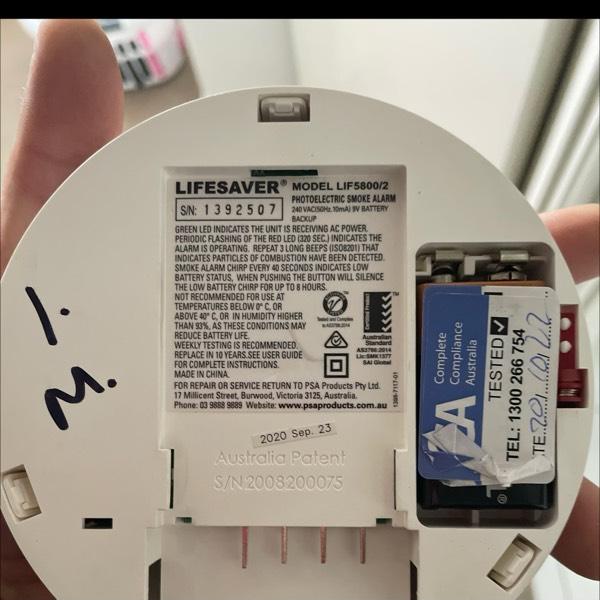 LIFESAVER® MODEL LIF5800/2
S/N: 1392507
PHOTOELECTRIC SMOKE ALARM
240 VAC(50Hz,10mA) 9V BATTERY
BACKUP
GREEN LED INDICATES THE UNIT IS RECEIVING AC POWER.
PERIODIC FLASHING OF THE RED LED (320 SEC.) INDICATES THE
ALARM IS OPERATING. REPEAT 3 LONG BEEPS (ISO8201) THAT
INDICATES PARTICLES OF COMBUSTION HAVE BEEN DETECTED.
SMOKE ALARM CHIRP EVERY 40 SECONDS INDICATES LOW
BATTERY STATUS, WHEN PUSHING THE BUTTON WILL SILENCE
THE LOW BATTERY CHIRP FOR UP TO 8 HOURS.
NOT RECOMMENDED FOR USE AT
TEMPERATURES BELOW 0° C, OR
ABOVE 40° C, OR IN HUMIDITY HIGHER
THAN 93%, AS THESE CONDITIONS MAY
REDUCE BATTERY LIFE.
WEEKLY TESTING IS RECOMMENDED.
REPLACE IN 10 YEARS.SEE USER GUIDE
FOR COMPLETE INSTRUCTIONS.
MADE IN CHINA.
Certified Product
Australian
Standard
AS3786:2014
Lic:SMK1377
SAI Global
to AS3786:2014
FOR REPAIR OR SERVICE RETURN TO PSA Products Pty Ltd.
17 Millicent Street, Burwood, Victoria 3125, Australia.
Phone: 03 9888 9889 Website: www.psaproducts.com.au
2020 Sep. 23
Australia Patent
S/N 2008200075
M. I.
Complete
Compliance
Australia
CA
TESTED
TEL: 1300 266 754
TE